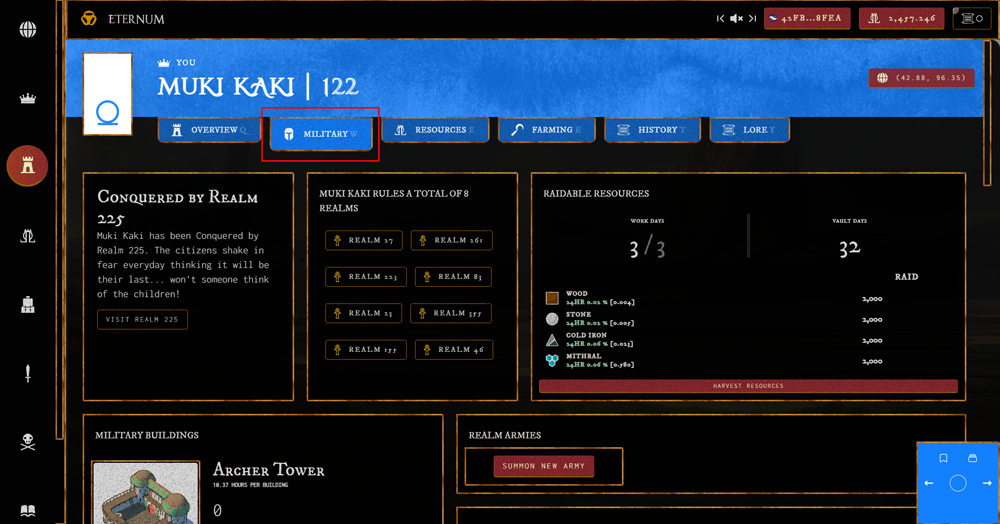 ETERNUM
42FB...8FEA
2,457.246
0
YOU
MUKI KAKI | 122
(42.88, 96.35)
OVERVIEW Q
MILITARY W
RESOURCES E
FARMING E
HISTORY T
LORE Y
Conquered by Realm
225
Muki Kaki has been Conquered by
Realm 225. The citizens shake in
fear everyday thinking it will be
their last... won't someone think
of the children!
VISIT REALM 225
MUKI KAKI RULES A TOTAL OF 8
REALMS
REALM 27
REALM 261
REALM 223
REALM 83
REALM 23
REALM 355
REALM 155
REALM 46
RAIDABLE RESOURCES
WORK DAYS
VAULT DAYS
3/3
32
RAID
WOOD
24HR 0.02 % [0.004]
2,000
STONE
24HR 0.02 % [0.005]
2,000
COLD IRON
24HR 0.06 % [0.021]
2,000
MITHRAL
24HR 0.06 % [0.580]
2,000
HARVEST RESOURCES
MILITARY BUILDINGS
Archer Tower
10.37 HOURS PER BUILDING
0
REALM ARMIES
SUMMON NEW ARMY